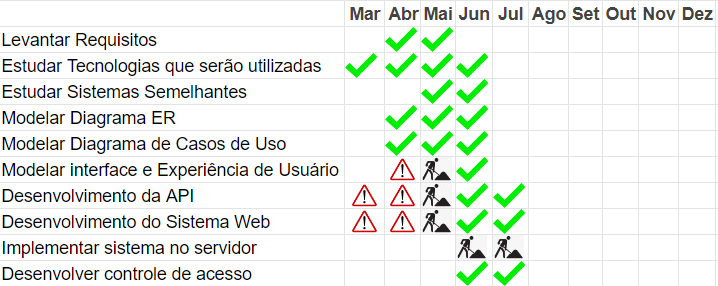 Mar Abr Mai Jun Jul Ago Set Out Nov Dez
Levantar Requisitos
Estudar Tecnologias que serão utilizadas
Estudar Sistemas Semelhantes
Modelar Diagrama ER
Modelar Diagrama de Casos de Uso
Modelar interface e Experiência de Usuário
Desenvolvimento da API
Desenvolvimento do Sistema Web
Implementar sistema no servidor
Desenvolver controle de acesso